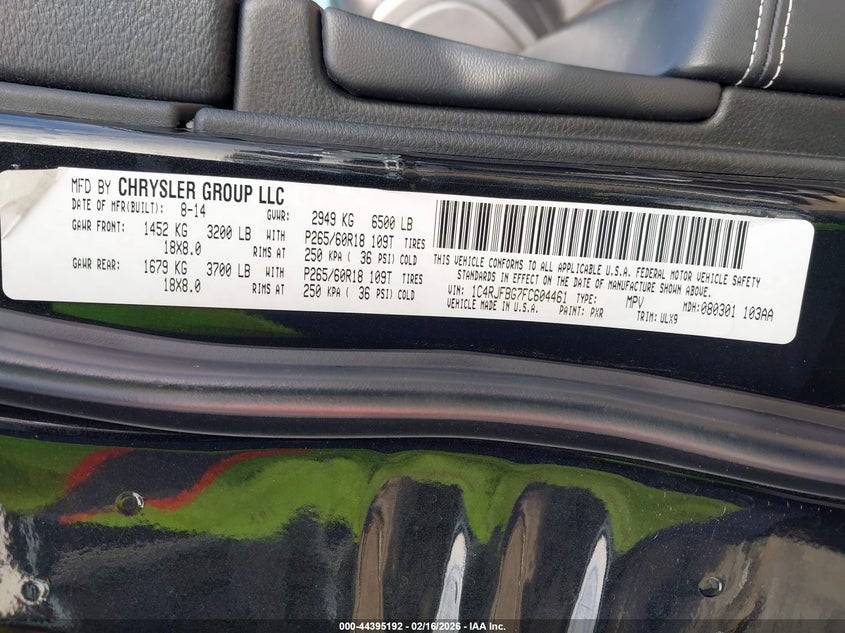 MFD BY CHRYSLER GROUP LLC
DATE OF MFR(BUILT): 8-14 GVWR: 2949 KG 6500 LB
GAWR FRONT: 1452 KG 3200 LB WITH P265/60R18 109T TIRES
18X8.0 RIMS AT 250 KPA ( 36 PSI) COLD
GAWR REAR: 1679 KG 3700 LB WITH P265/60R18 109T TIRES
18X8.0 RIMS AT 250 KPA ( 36 PSI) COLD
THIS VEHICLE CONFORMS TO ALL APPLICABLE U.S.A. FEDERAL MOTOR VEHICLE SAFETY
STANDARDS IN EFFECT ON THE DATE OF MANUFACTURE SHOWN ABOVE.
VIN: 1C4RJFBG7FC604461 TYPE: MPV MDH:080301 103AA
VEHICLE MADE IN U.S.A. PAINT: PXR TRIM: ULX9
000-44395192 - 02/16/2026 - IAA Inc.